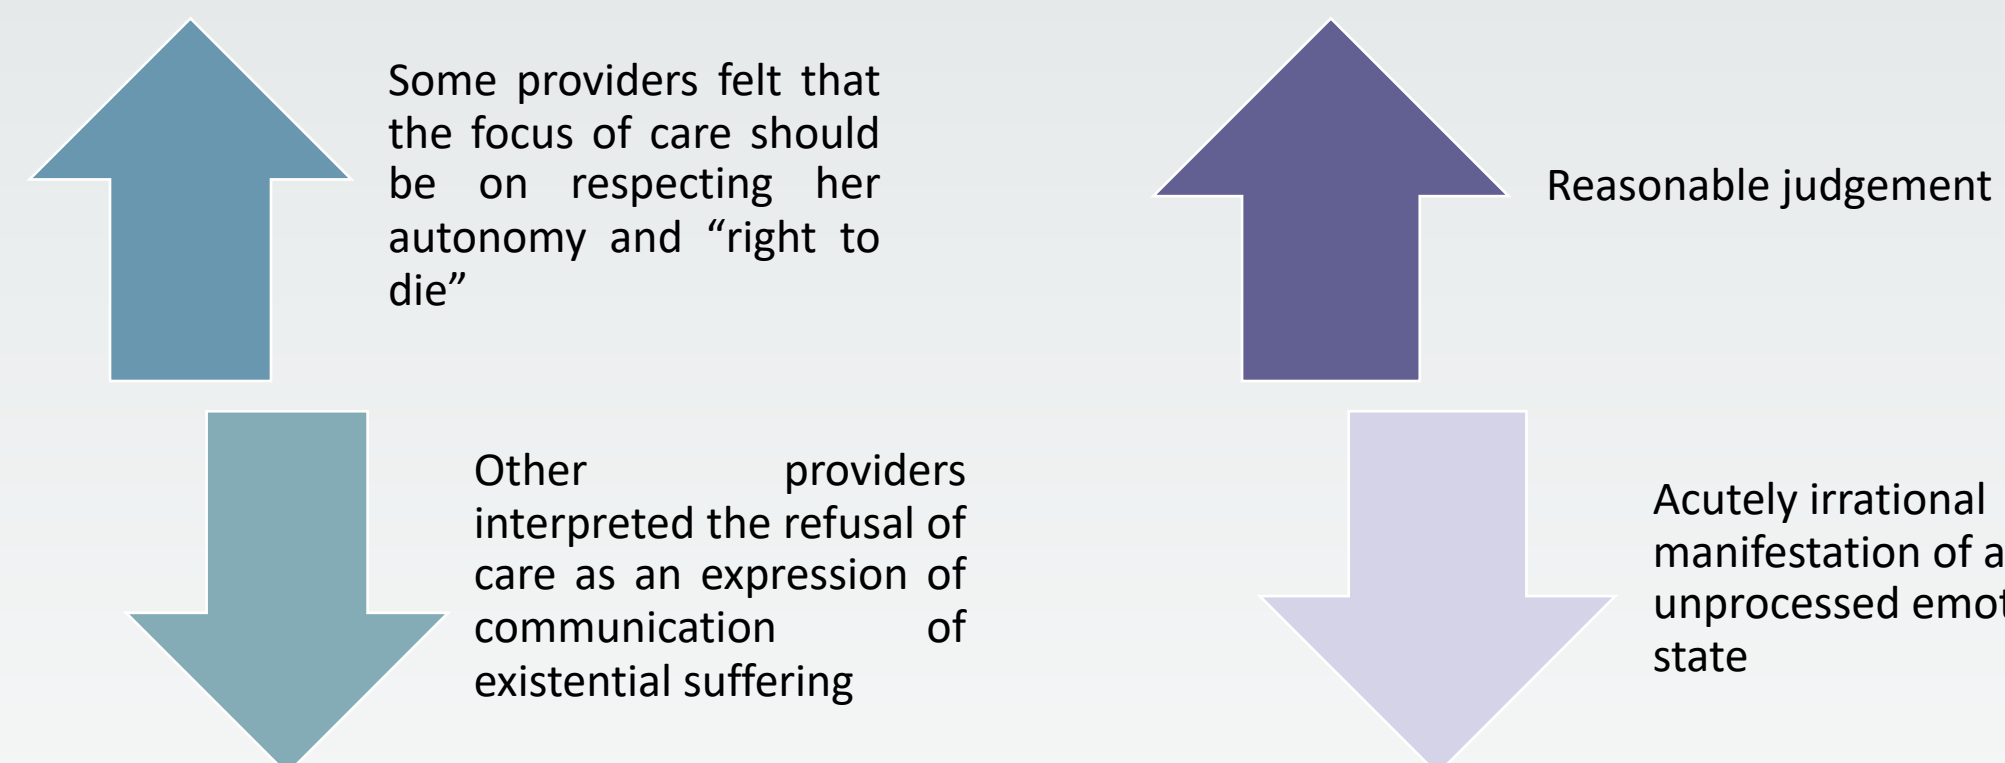 Some providers felt that
the focus of care should
be on respecting her
autonomy and “right to
die”
Reasonable judgement
Other providers
interpreted the refusal of
care as an expression of
communication of
existential suffering
Acutely irrational
manifestation of a
unprocessed emot
state